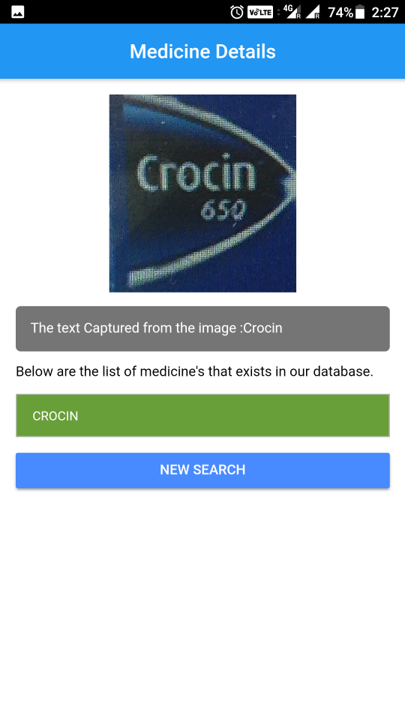 VoLTE 4G R R 74% 2:27
Medicine Details
Crocin
650
The text Captured from the image :Crocin
Below are the list of medicine's that exists in our database.
CROCIN
NEW SEARCH